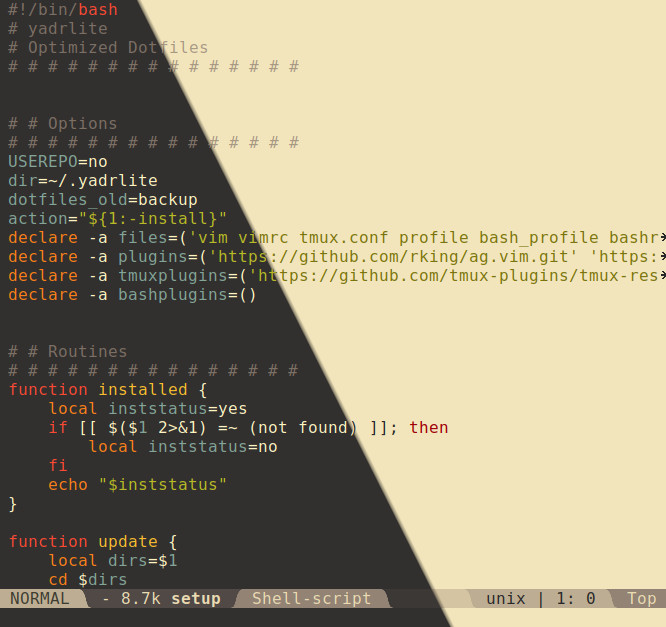 #!/bin/bash
# yadrlite
# Optimized Dotfiles
# # # # # # # # # # # # # # #
# # Options
# # # # # # # # # # # # # # #
USEREPO=no
dir=~/.yadrlite
dotfiles_old=backup
action="${1:-install}"
declare -a files=('vim vimrc tmux.conf profile bash_profile bashr
declare -a plugins=('https://github.com/rking/ag.vim.git' 'https:
declare -a tmuxplugins=('https://github.com/tmux-plugins/tmux-res
declare -a bashplugins=()
# # Routines
# # # # # # # # # # # # # # #
function installed {
    local inststatus=yes
    if [[ $($1 2>&1) =~ (not found) ]]; then
        local inststatus=no
    fi
    echo "$inststatus"
}
function update {
    local dirs=$1
    cd $dirs
NORMAL - 8.7k setup Shell-script unix | 1: 0 Top